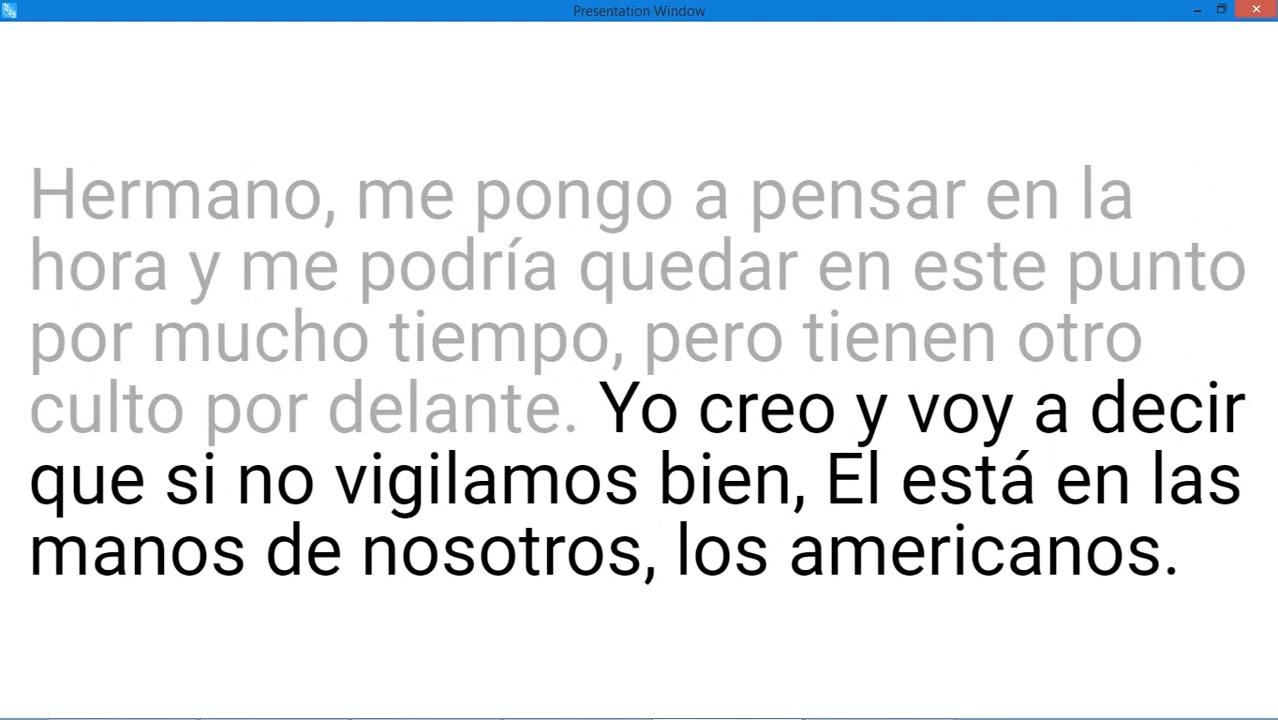 Presentation Window
Hermano, me pongo a pensar en la
hora y me podría quedar en este punto
por mucho tiempo, pero tienen otro
culto por delante. Yo creo y voy a decir
que si no vigilamos bien, El está en las
manos de nosotros, los americanos.